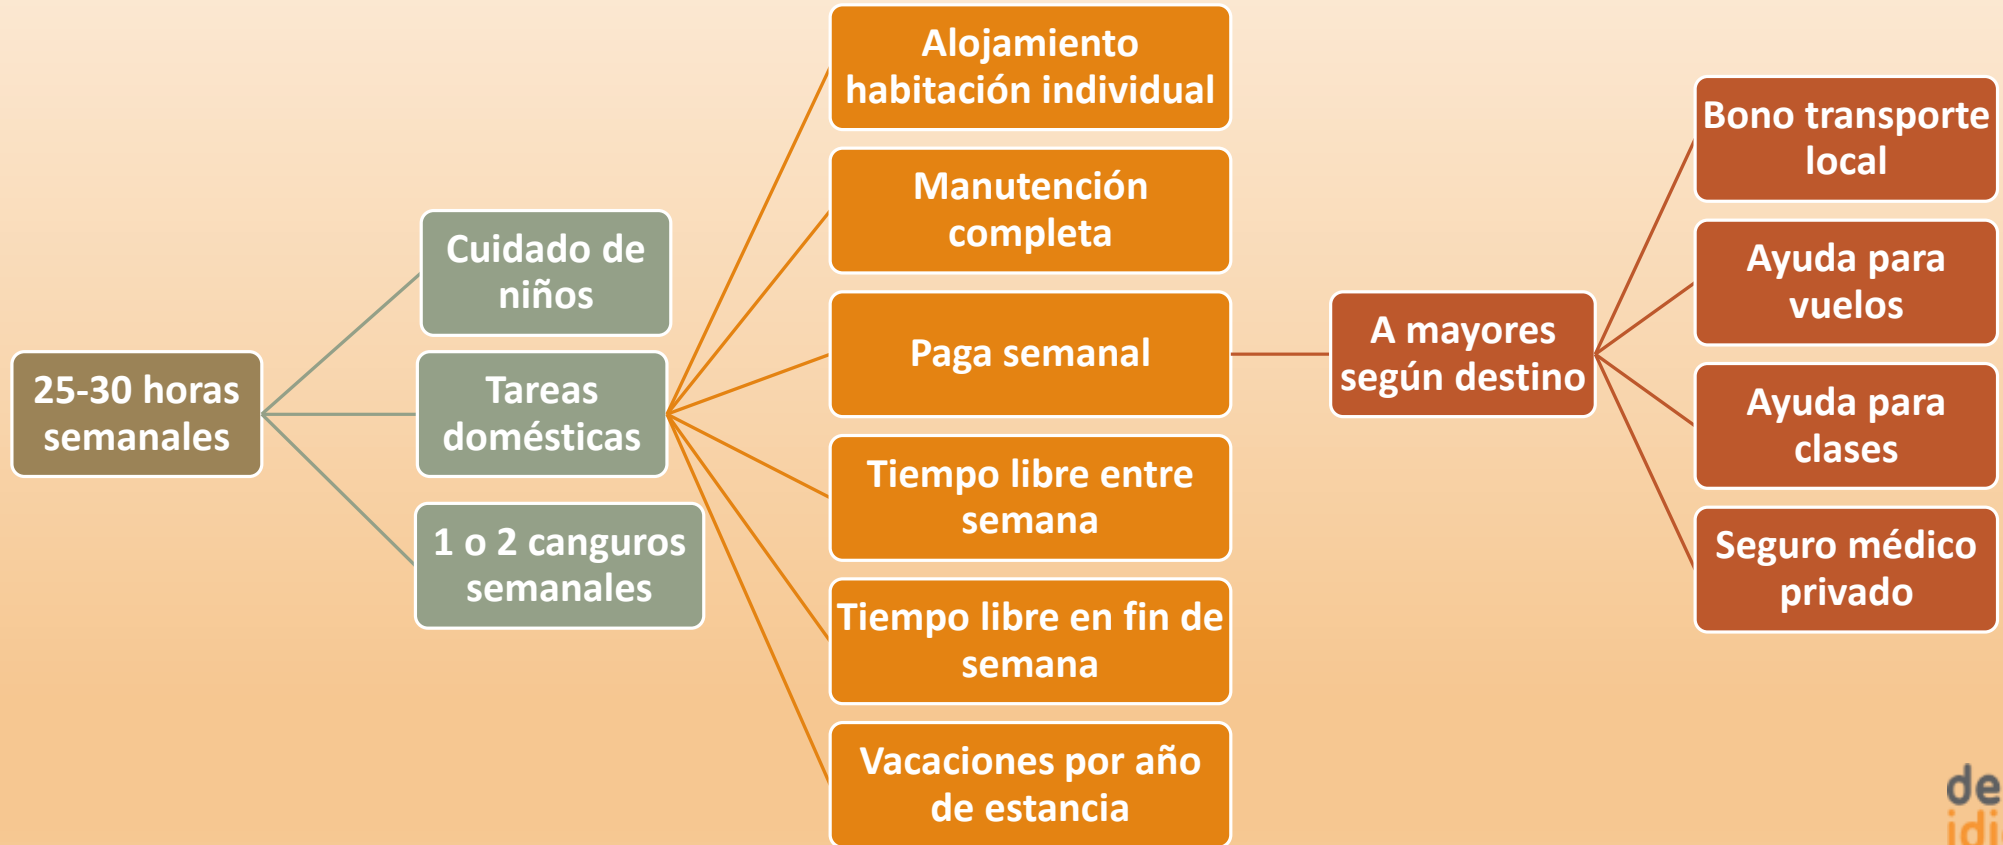 25-30 horas
semanales
Cuidado de
niños
Tareas
domésticas
1 o 2 canguros
semanales
Alojamiento
habitación individual
Manutención
completa
Paga semanal
Tiempo libre entre
semana
Tiempo libre en fin de
semana
Vacaciones por año
de estancia
A mayores
según destino
Bono transporte
local
Ayuda para
vuelos
Ayuda para
clases
Seguro médico
privado
de